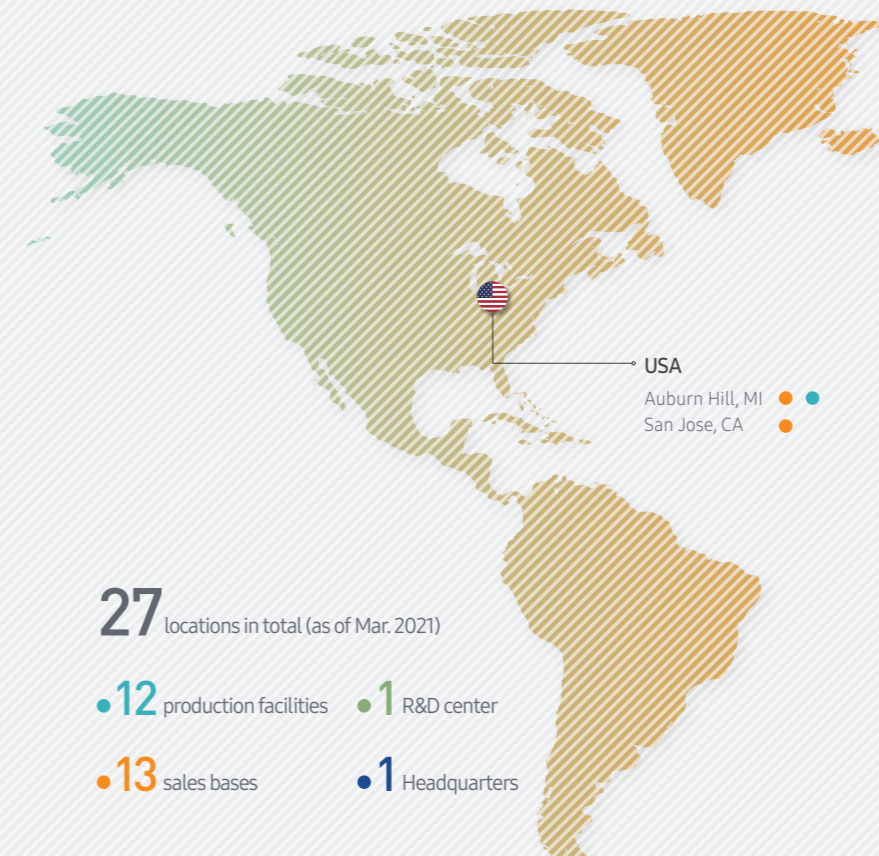 USA
Auburn Hill, MI
San Jose, CA
27 locations in total (as of Mar. 2021)
12 production facilities
1 R&D center
13 sales bases
1 Headquarters